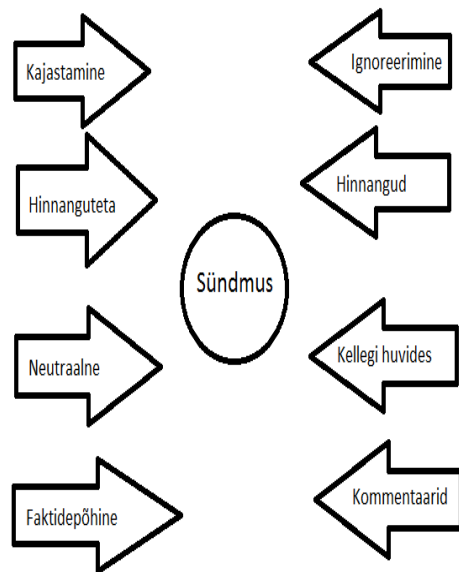 Kajastamine
Ignoreerimine
Hinnanguteta
Hinnangud
Sündmus
Neutraalne
Kellegi huvides
Faktidepõhine
Kommentaarid